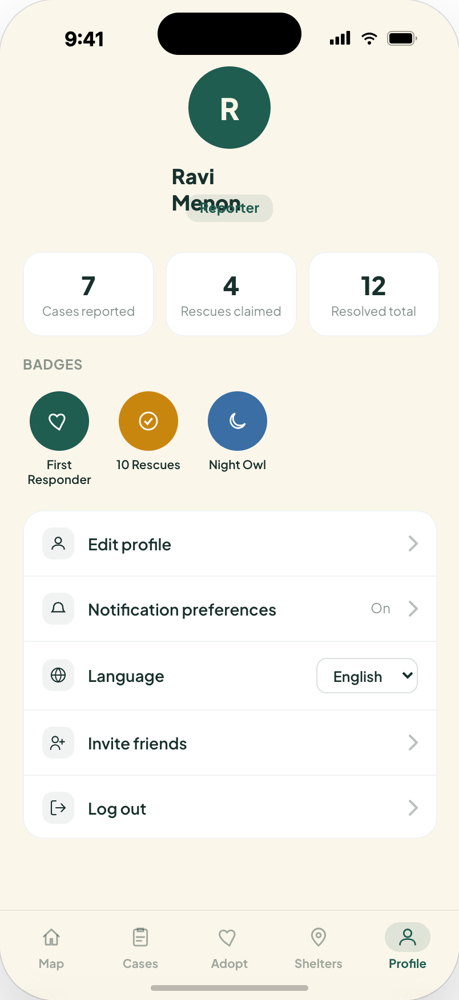 9:41
R
Ravi
Menon
Reporter
7
Cases reported
4
Rescues claimed
12
Resolved total
BADGES
First
Responder
10 Rescues
Night Owl
Edit profile
Notification preferences
On
Language
English
Invite friends
Log out
Map
Cases
Adopt
Shelters
Profile